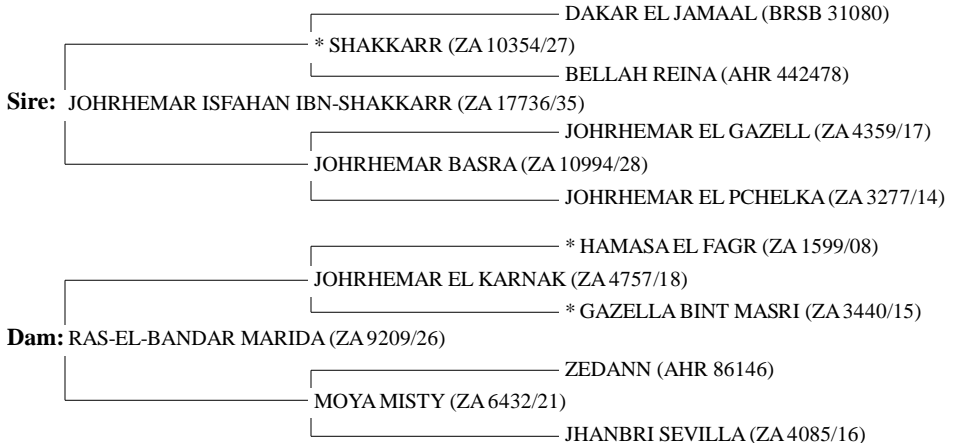 DAKAR EL JAMAAL (BRSB 31080)
* SHAKKARR (ZA 10354/27)
BELLAH REINA (AHR 442478)
Sire: JOHRHEMAR ISFAHAN IBN-SHAKKARR (ZA 17736/35)
JOHRHEMAR EL GAZELL (ZA 4359/17)
JOHRHEMAR BASRA (ZA 10994/28)
JOHRHEMAR EL PCHELKA (ZA 3277/14)
* HAMASA EL FAGR (ZA 1599/08)
JOHRHEMAR EL KARNAK (ZA 4757/18)
* GAZELLA BINT MASRI (ZA 3440/15)
Dam: RAS-EL-BANDAR MARIDA (ZA 9209/26)
ZEDANN (AHR 86146)
MOYA MISTY (ZA 6432/21)
JHANBRI SEVILLA (ZA 4085/16)